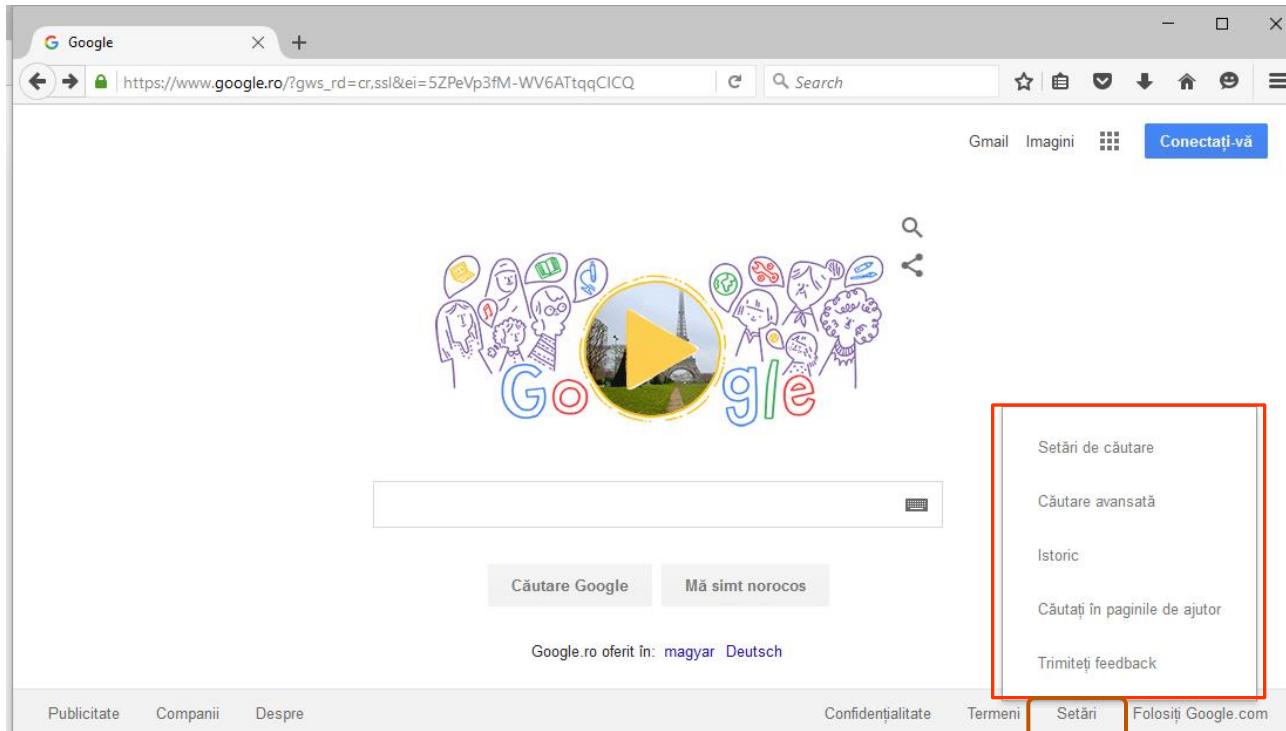 Google
https://www.google.ro/?gws_rd=cr,ssl&ei=5ZPeVp3fM-WV6ATtqqCICQ
Search
Gmail Imagini Conectați-vă
Google
Setări de căutare
Căutare avansată
Istoric
Căutați în paginile de ajutor
Trimiteți feedback
Căutare Google Mă simt norocos
Google.ro oferit în: magyar Deutsch
Publicitate Companii Despre Confidențialitate Termeni Setări Folosiți Google.com